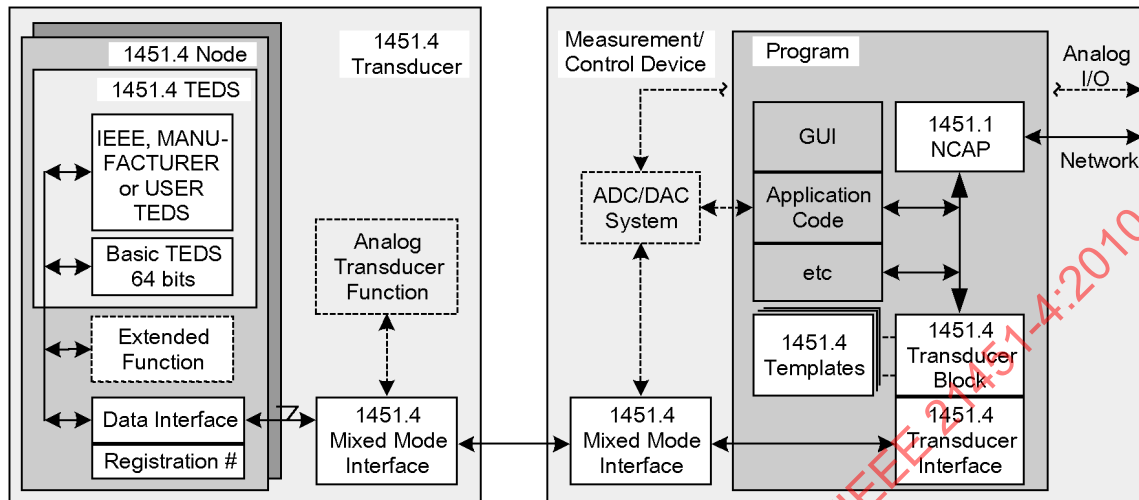 1451.4 Node
1451.4 TEDS
IEEE, MANU-
FACTURER
or USER
TEDS
Basic TEDS
64 bits
Extended
Function
Data Interface
Registration #
1451.4
Transducer
Analog
Transducer
Function
1451.4
Mixed Mode
Interface
Measurement/
Control Device
ADC/DAC
System
1451.4
Mixed Mode
Interface
Program
GUI
Application
Code
etc
1451.4
Templates
1451.1
NCAP
1451.4
Transducer
Block
1451.4
Transducer
Interface
Analog
I/O
Network
IEEE 21451-4:2010